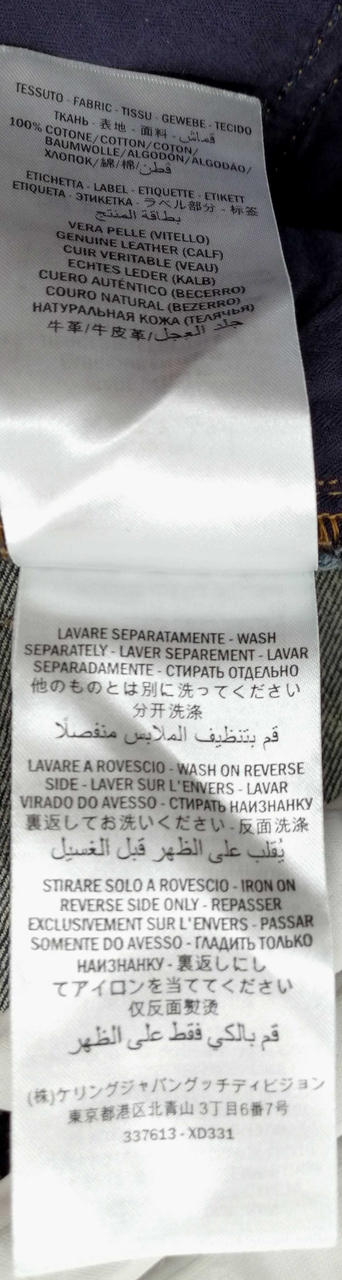 TESSUTO - FABRIC - TISSU - GEWEBE - TECIDO
ТКАНЬ - 表地 - 面料 - قماش
100% COTONE/COTTON/COTON/
BAUMWOLLE/ALGODÓN/ALGODÃO/
ХЛОПОК/綿/棉/قطن
ETICHETTA - LABEL - ETIQUETTE - ETIKETT
ETIQUETA - ЭТИКЕТКА - ラベル部分 - 标签
بطاقة المنتج
VERA PELLE (VITELLO)
GENUINE LEATHER (CALF)
CUIR VERITABLE (VEAU)
ECHTES LEDER (KALB)
CUERO AUTÉNTICO (BECERRO)
COURO NATURAL (BEZERRO)
НАТУРАЛЬНАЯ КОЖА (ТЕЛЯЧЬЯ)
牛革/牛皮革/جلد العجل
LAVARE SEPARATAMENTE - WASH
SEPARATELY - LAVER SEPAREMENT - LAVAR
SEPARADAMENTE - СТИРАТЬ ОТДЕЛЬНО
他のものとは別に洗ってください
分开洗涤
قم بتنظيف الملابس منفصلًا
LAVARE A ROVESCIO - WASH ON REVERSE
SIDE - LAVER SUR L'ENVERS - LAVAR
VIRADO DO AVESSO - СТИРАТЬ НАИЗНАНКУ
裏返してお洗いください - 反面洗涤
يُقلب على الظهر قبل الغسيل
STIRARE SOLO A ROVESCIO - IRON ON
REVERSE SIDE ONLY - REPASSER
EXCLUSIVEMENT SUR L'ENVERS - PASSAR
SOMENTE DO AVESSO - ГЛАДИТЬ ТОЛЬКО
НАИЗНАНКУ - 裏返しにし
てアイロンを当ててください
仅反面熨烫
قم بالكي فقط على الظهر
(株)ケリングジャパングッチディビジョン
東京都港区北青山 3丁目6番7号
337613 - XD331